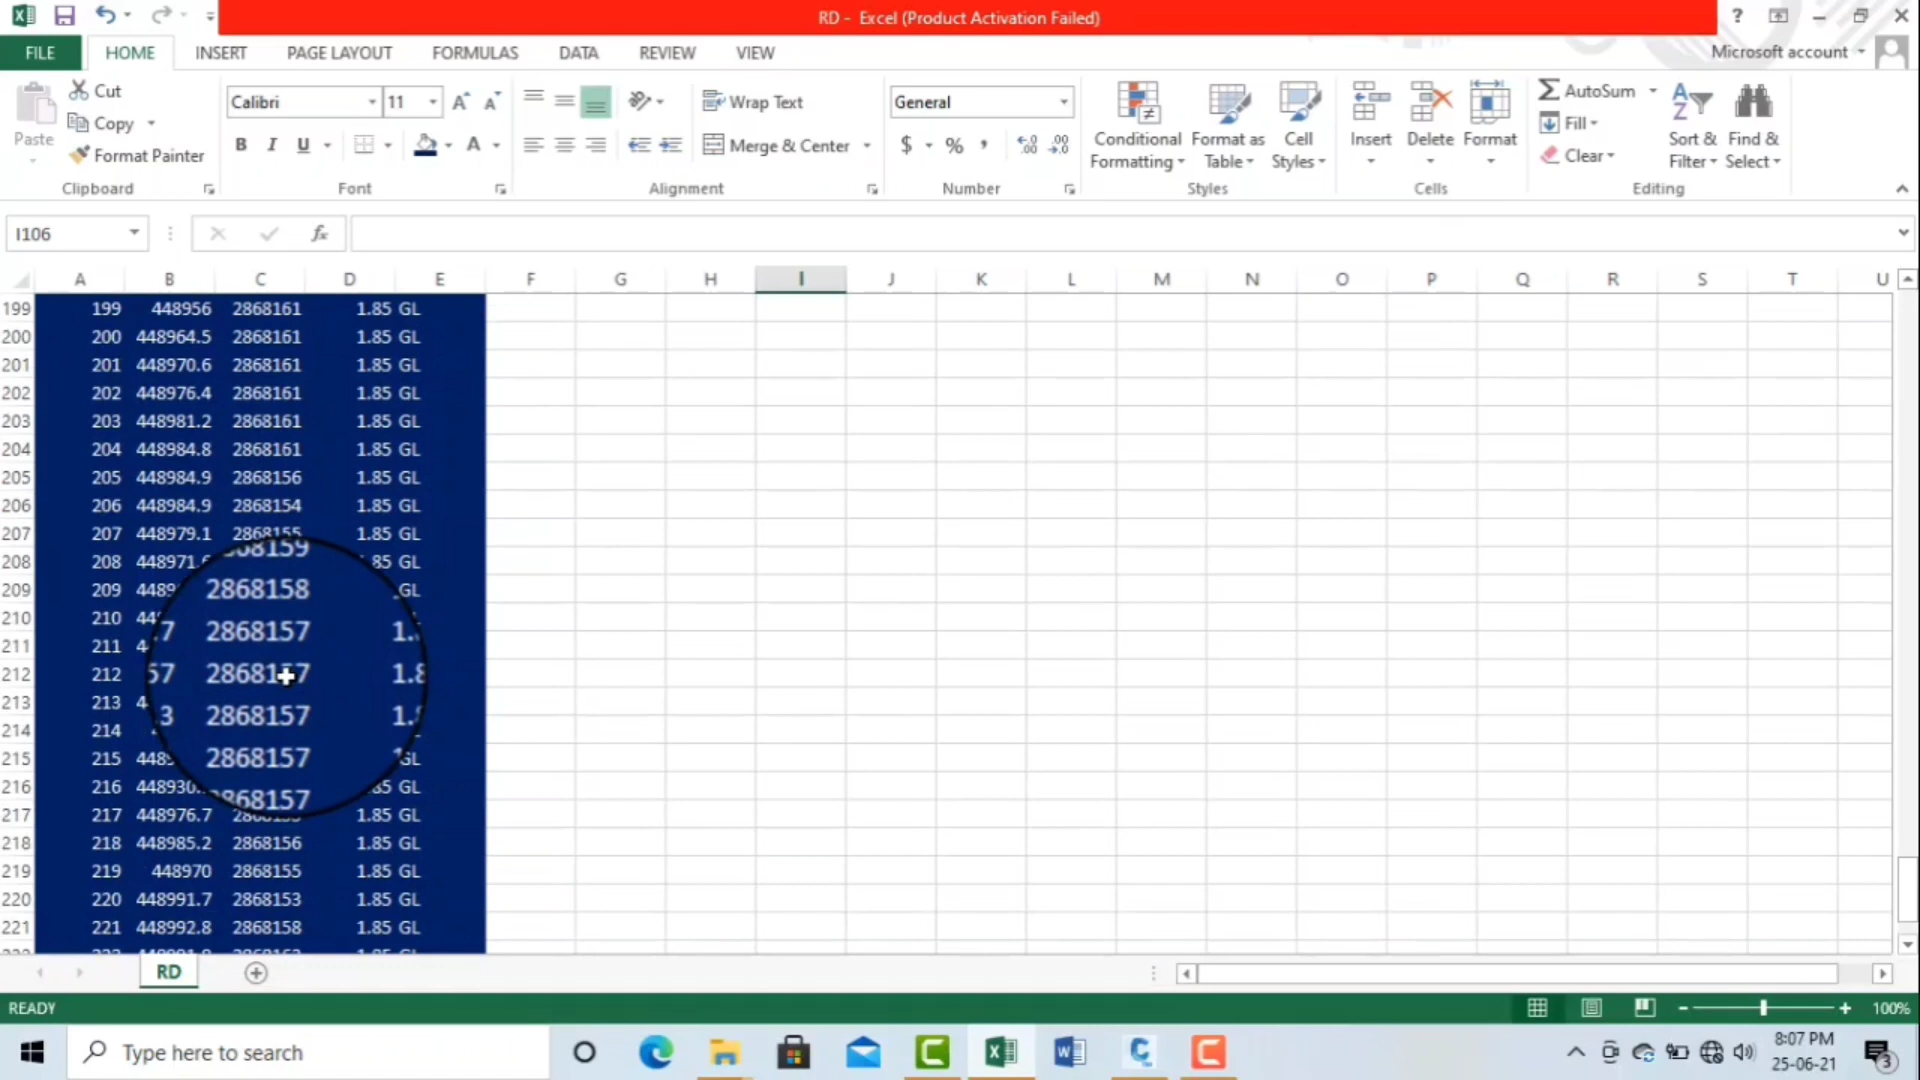 RD - Excel (Product Activation Failed)
FILE HOME INSERT PAGE LAYOUT FORMULAS DATA REVIEW VIEW Microsoft account
Paste Cut Copy Format Painter Clipboard
Calibri 11 B I U A Font
Wrap Text Merge & Center Alignment
General $ % , Number
Conditional Formatting Format as Table Cell Styles Styles
Insert Delete Format Cells
AutoSum Fill Clear Sort & Filter Find & Select Editing
I106 fx
A B C D E F G H I J K L M N O P Q R S T U
199 199 448956 2868161 1.85 GL
200 200 448964.5 2868161 1.85 GL
201 201 448970.6 2868161 1.85 GL
202 202 448976.4 2868161 1.85 GL
203 203 448981.2 2868161 1.85 GL
204 204 448984.8 2868161 1.85 GL
205 205 448984.9 2868156 1.85 GL
206 206 448984.9 2868154 1.85 GL
207 207 448979.1 2868155 1.85 GL
208 208 GL
209 209 2868158 GL
210 210
211 211 2868157
212 212 2868157
213 213 2868157
214 214
215 215 2868157 GL
216 216 2868157 GL
217 217 448976.7 1.85 GL
218 218 448985.2 2868156 1.85 GL
219 219 448970 2868155 1.85 GL
220 220 448991.7 2868153 1.85 GL
221 221 448992.8 2868158 1.85 GL
RD
READY 100%
Type here to search 8:07 PM
25-06-21 3